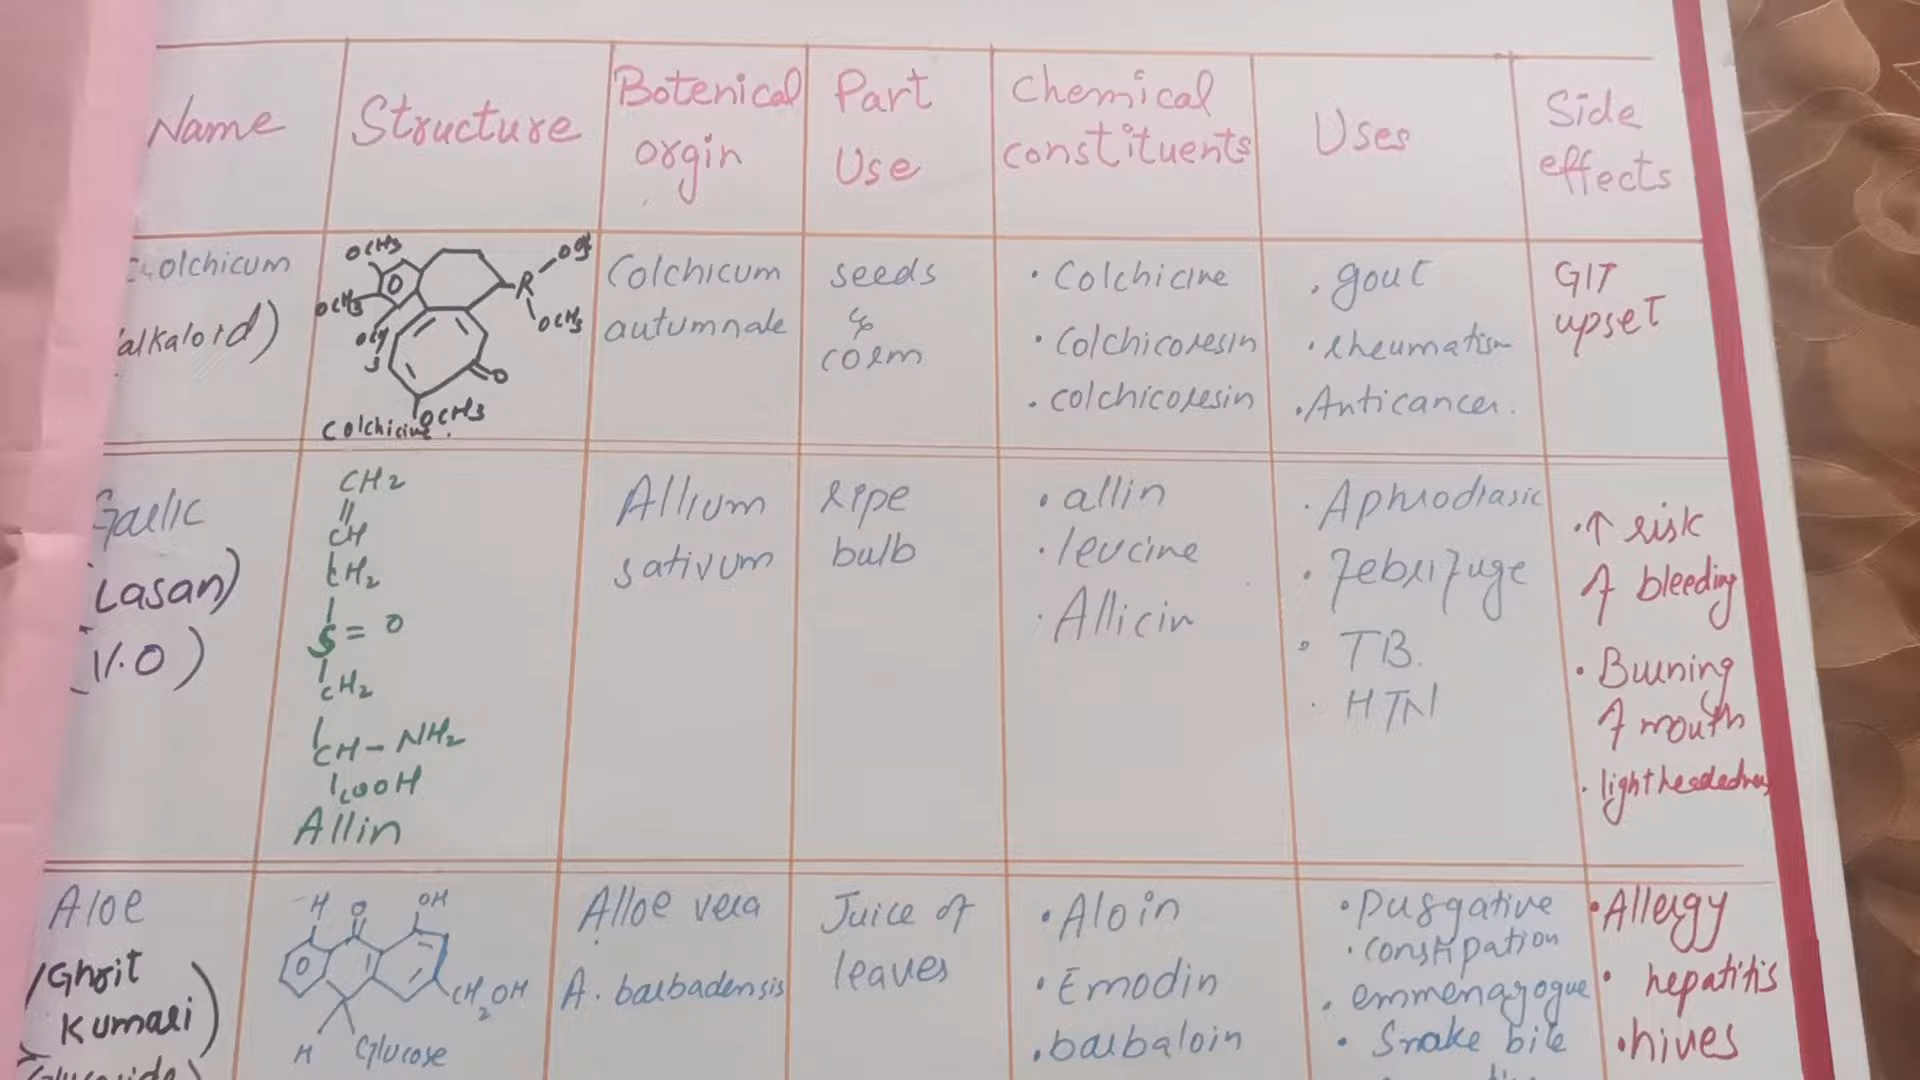 Name
Structure
Botenical
orgin
Part
Use
Chemical
constituents
Uses
Side
effects
colchicum
alkaloid)
OCH3
OCH3
OCH3
R
OCH3
O
OCH3
Colchicine.
Colchicum
autumnale
seeds
&
corm
• Colchicine
• Colchicoresin
• colchicoresin
• gout
• rheumatism
• Anticancer.
GIT
upset
Garlic
(Lasan)
(V.O)
CH2
CH
CH2
S = O
CH2
CH - NH2
COOH
Allin
Allium
sativum
ripe
bulb
• allin
• leucine
• Allicin
• Aphrodiasic
• Febrifuge
• TB.
• HTN
• ↑ risk
of bleeding
• Burning
of mouth
• lightheadedness
Aloe
(Ghrit
Kumari)
H O OH
CH2OH
H Glucose
Alloe vera
A. barbadensis
Juice of
leaves
• Aloin
• Emodin
• barbaloin
• Purgative
• constipation
• emmenagogue
• Snake bite
• Allergy
• hepatitis
• hives